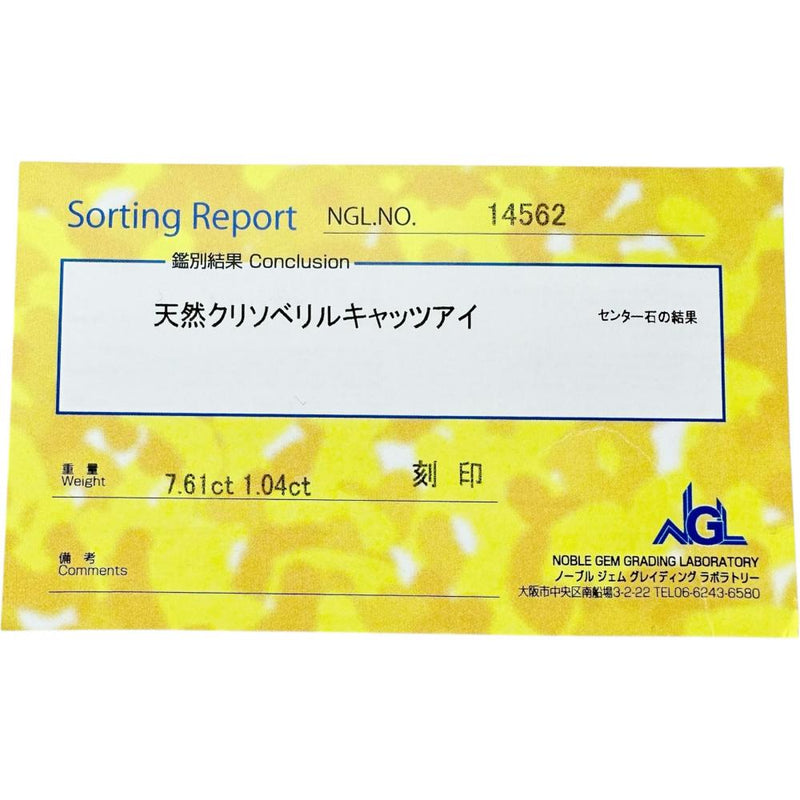 Sorting Report NGL.NO. 14562
鑑別結果 Conclusion
天然クリソベリルキャッツアイ センター石の結果
重量
Weight 7.61ct 1.04ct 刻印
NGL
備考
Comments
NOBLE GEM GRADING LABORATORY
ノーブル ジェム グレイディング ラボラトリー
大阪市中央区南船場3-2-22 TEL06-6243-6580